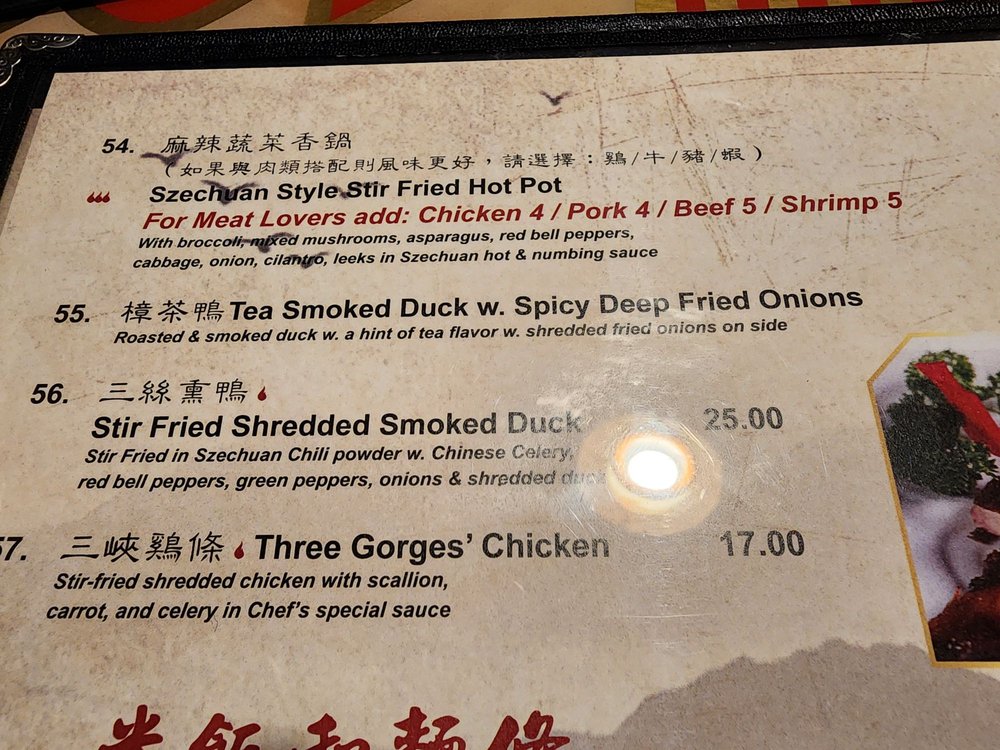 54. 麻辣蔬菜香鍋
(如果與肉類搭配則風味更好，請選擇：鷄/牛/豬/蝦)
Szechuan Style Stir Fried Hot Pot
For Meat Lovers add: Chicken 4 / Pork 4 / Beef 5 / Shrimp 5
With broccoli, mixed mushrooms, asparagus, red bell peppers,
cabbage, onion, cilantro, leeks in Szechuan hot & numbing sauce
55. 樟茶鴨 Tea Smoked Duck w. Spicy Deep Fried Onions
Roasted & smoked duck w. a hint of tea flavor w. shredded fried onions on side
56. 三絲熏鴨
Stir Fried Shredded Smoked Duck 25.00
Stir Fried in Szechuan Chili powder w. Chinese Celery,
red bell peppers, green peppers, onions & shredded duck
57. 三峽鷄條 Three Gorges' Chicken 17.00
Stir-fried shredded chicken with scallion,
carrot, and celery in Chef's special sauce
米飯和麵條